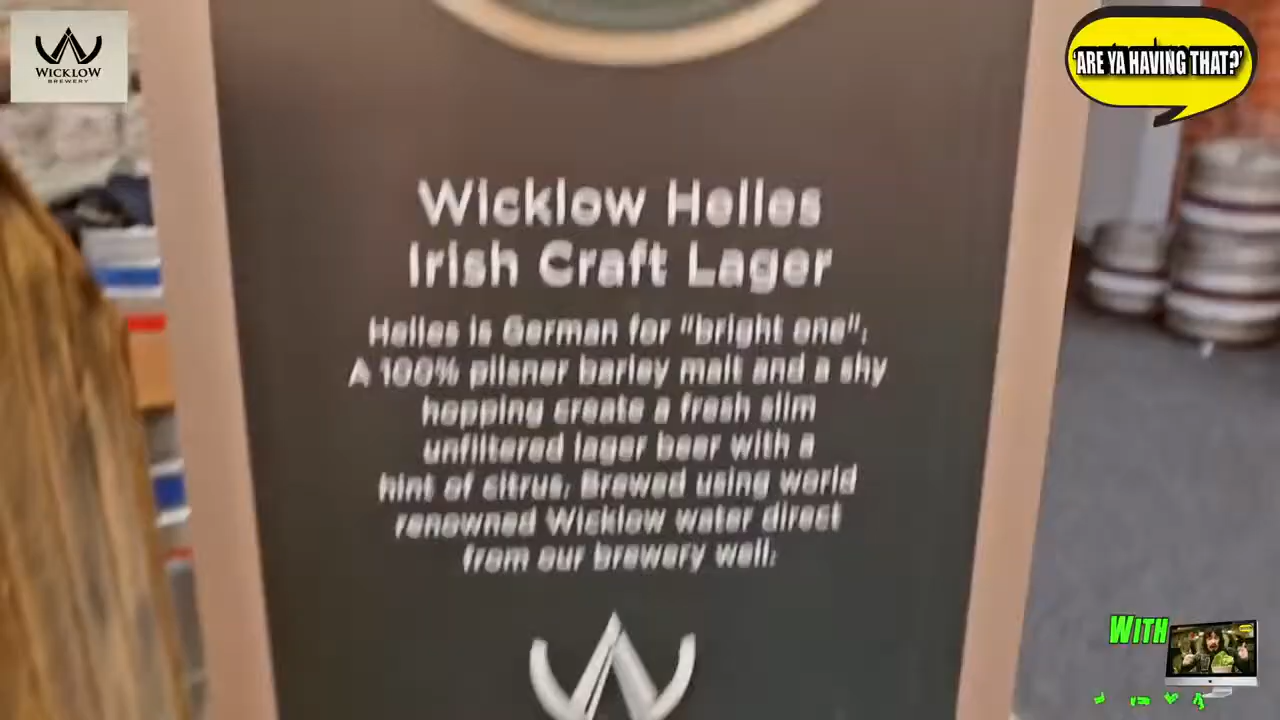 WICKLOW
BREWERY
'ARE YA HAVING THAT?'
Wicklow Helles
Irish Craft Lager
Helles is German for "bright one".
A 100% pilsner barley malt and a shy
hopping create a fresh slim
unfiltered lager beer with a
hint of citrus. Brewed using world
renowned Wicklow water direct
from our brewery well.
WITH